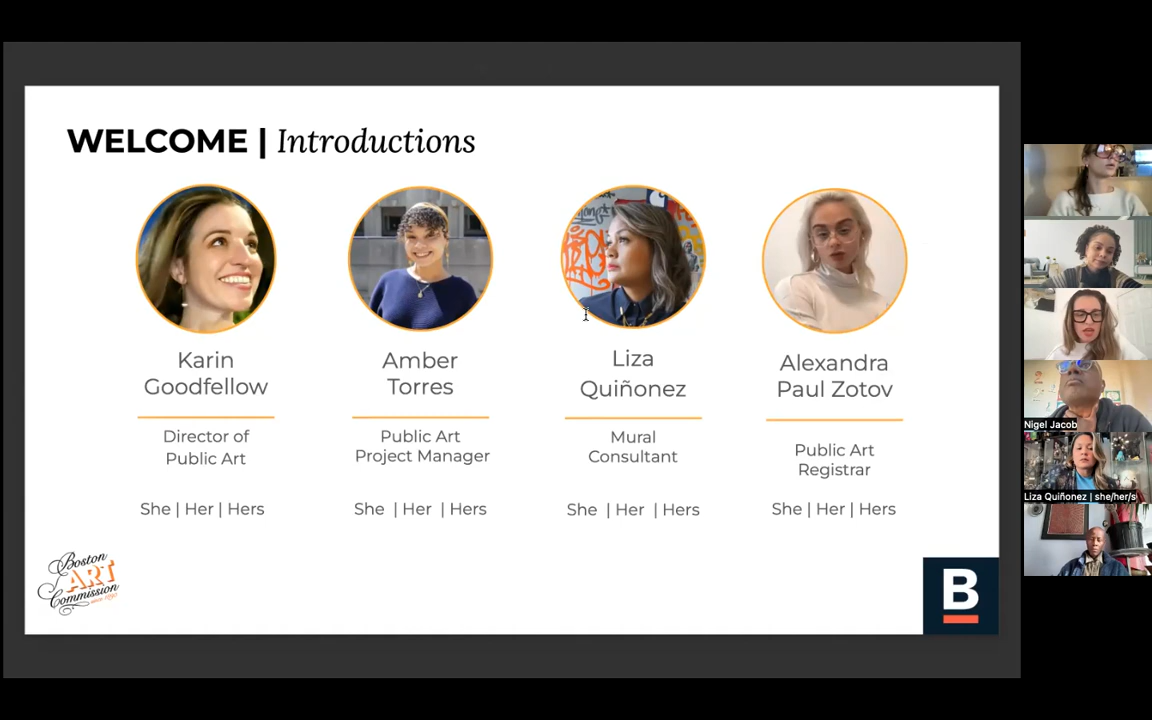 WELCOME | Introductions
Karin
Goodfellow
Director of
Public Art
She | Her | Hers
Amber
Torres
Public Art
Project Manager
She | Her | Hers
Liza
Quiñonez
Mural
Consultant
She | Her | Hers
Alexandra
Paul Zotov
Public Art
Registrar
She | Her | Hers
Boston
ART
Commission
B
Nigel Jacob
Liza Quiñonez | she/her/s